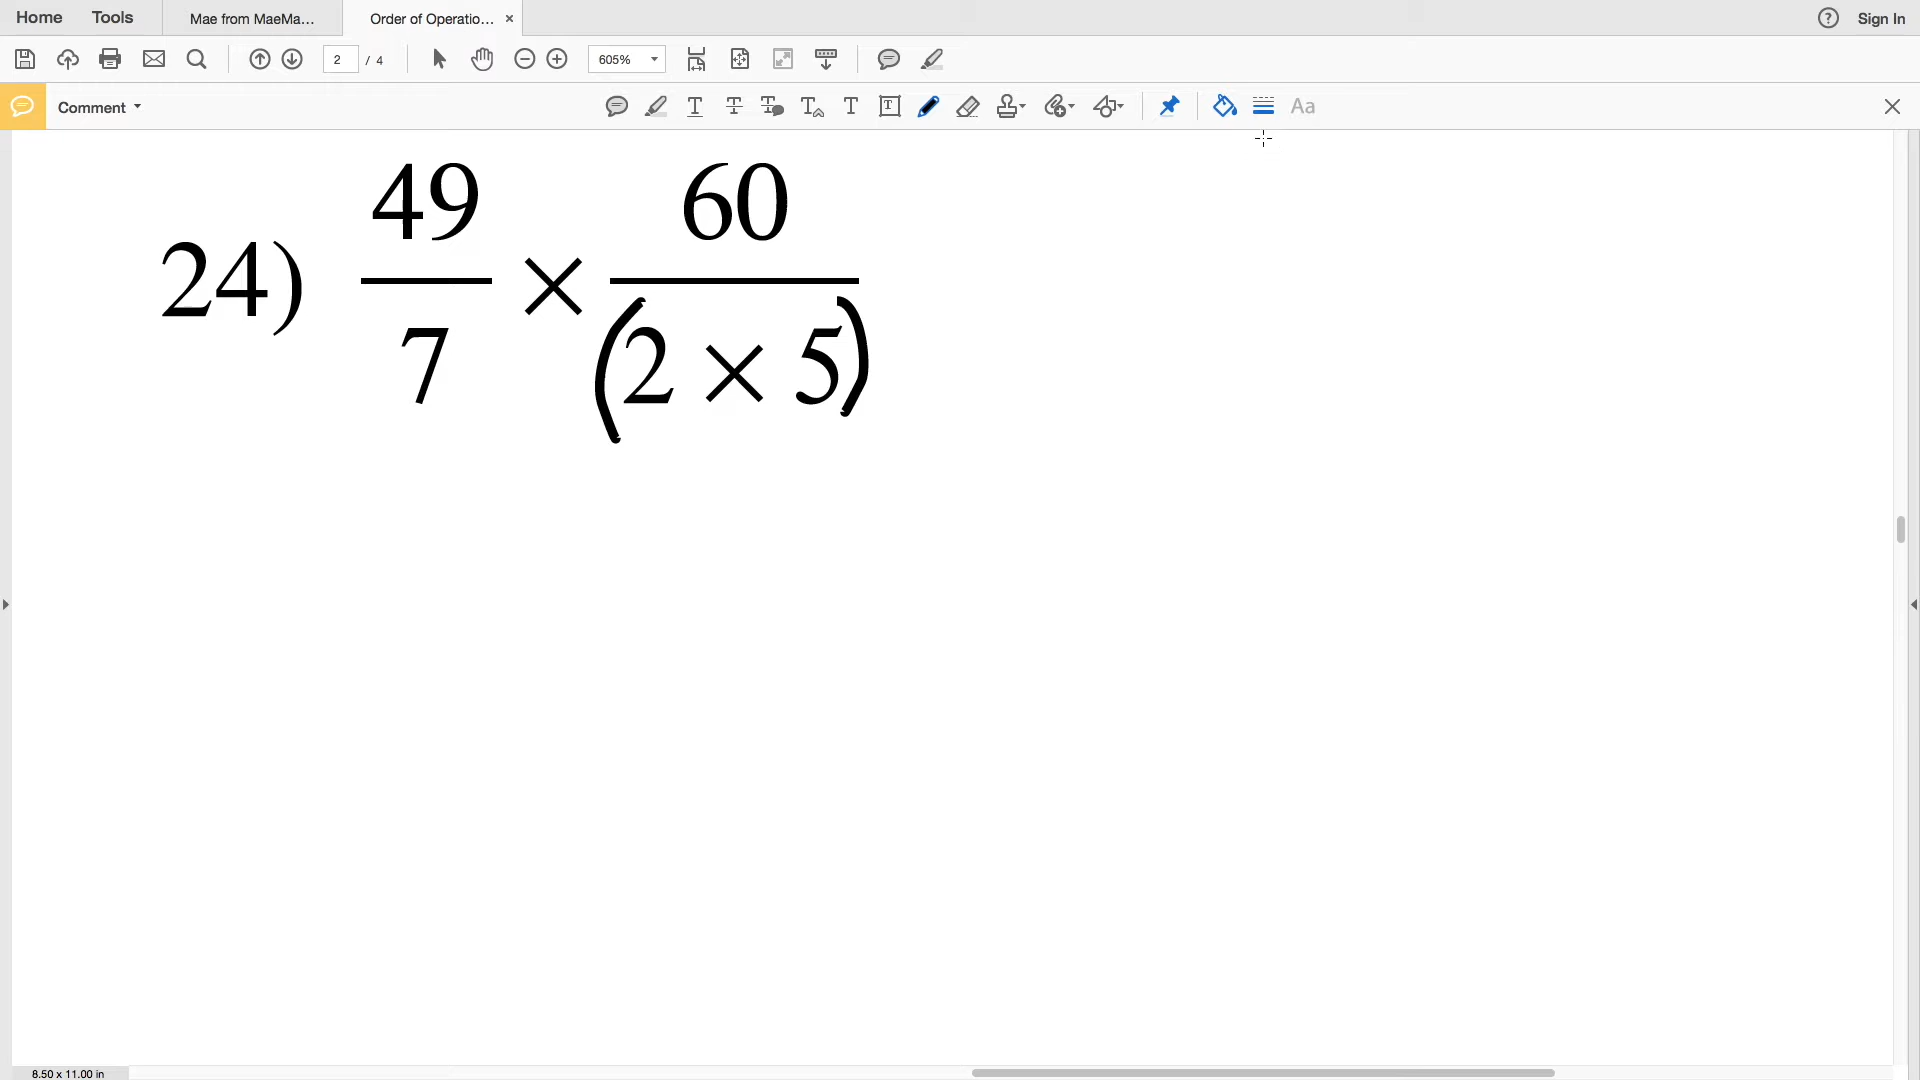 Home Tools Mae from MaeMa... Order of Operatio... × ? Sign In
2 / 4 605%
Comment Aa
49 60
24) × 
7 (2 × 5)
8.50 x 11.00 in